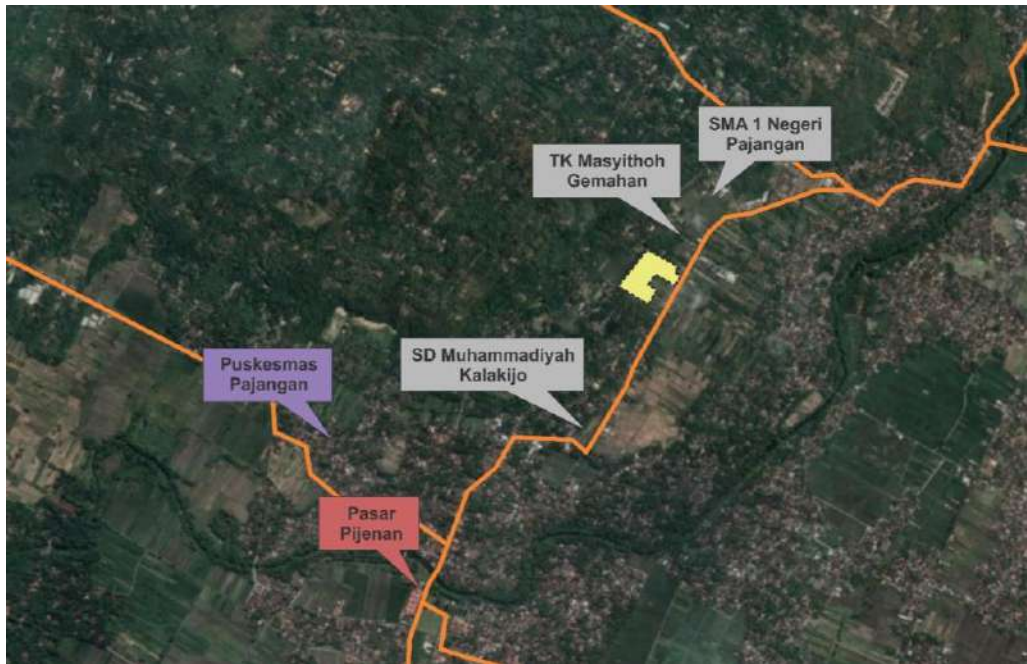 SMA 1 Negeri
Pajangan
TK Masyithoh
Gemahan
SD Muhammadiyah
Kalakijo
Puskesmas
Pajangan
Pasar
Pijenan